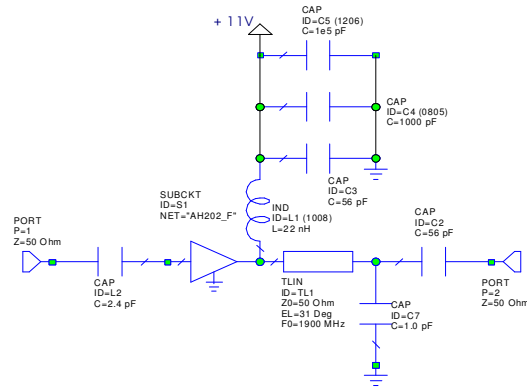 + 11V
CAP
ID=C5 (1206)
C=1e5 pF
CAP
ID=C4 (0805)
C=1000 pF
CAP
ID=C3
C=56 pF
SUBCKT
ID=S1
NET="AH202_F"
IND
ID=L1 (1008)
L=22 nH
PORT
P=1
Z=50 Ohm
CAP
ID=L2
C=2.4 pF
TLIN
ID=TL1
Z0=50 Ohm
EL=31 Deg
F0=1900 MHz
CAP
ID=C2
C=56 pF
CAP
ID=C7
C=1.0 pF
PORT
P=2
Z=50 Ohm